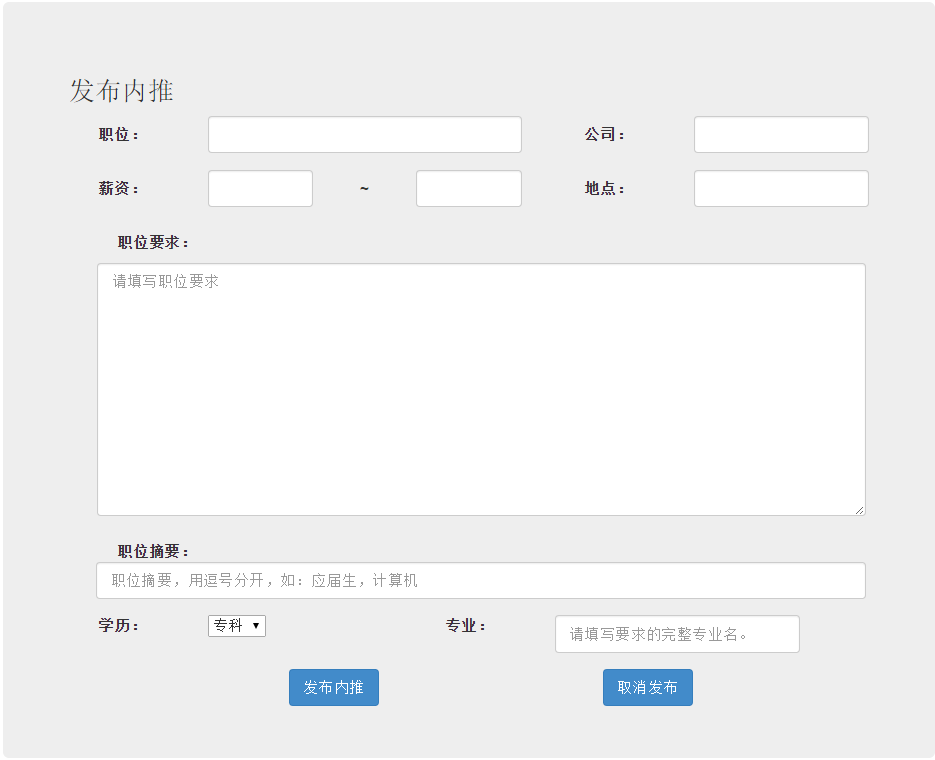 发布内推
职位： 公司：
薪资： ~ 地点：
职位要求：
请填写职位要求
职位摘要：
职位摘要，用逗号分开，如：应届生，计算机
学历： 专科 专业： 请填写要求的完整专业名。
发布内推 取消发布